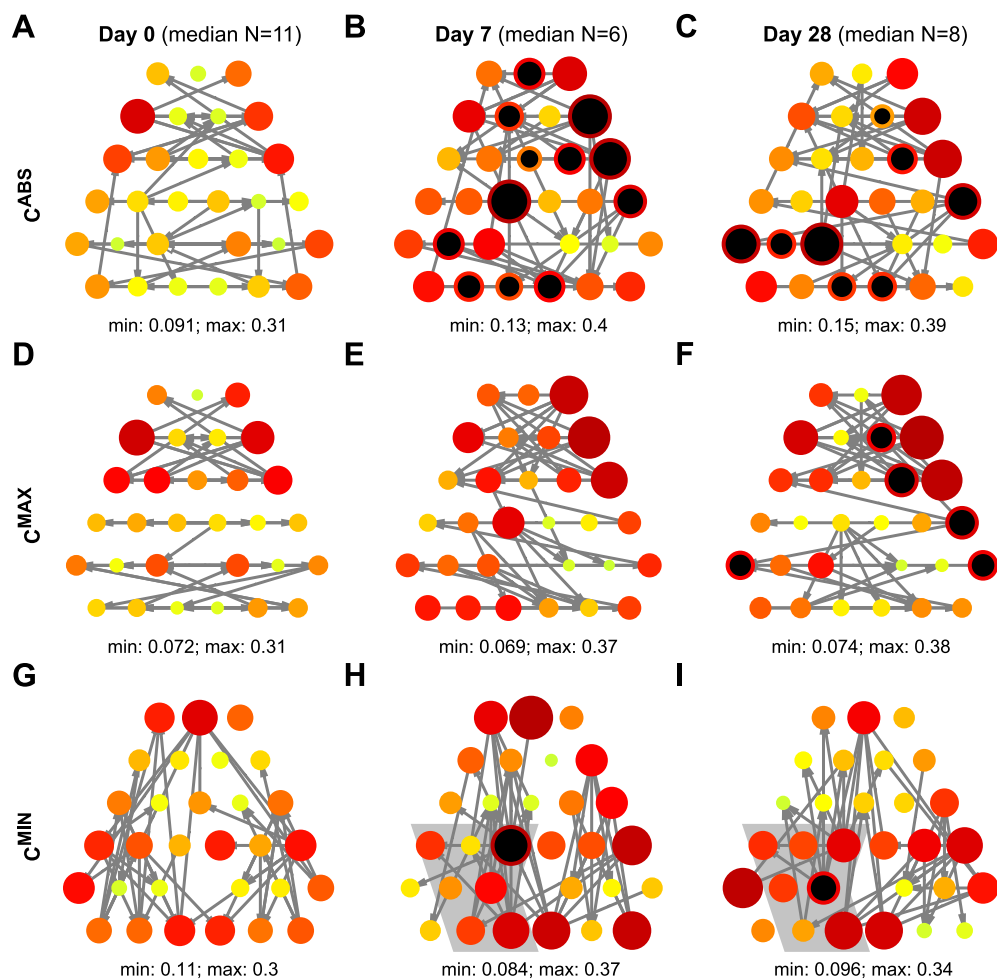 A
Day 0 (median N=11)
B
Day 7 (median N=6)
C
Day 28 (median N=8)
C^ABS
min: 0.091; max: 0.31
min: 0.13; max: 0.4
min: 0.15; max: 0.39
D
E
F
C^MAX
min: 0.072; max: 0.31
min: 0.069; max: 0.37
min: 0.074; max: 0.38
G
H
I
C^MIN
min: 0.11; max: 0.3
min: 0.084; max: 0.37
min: 0.096; max: 0.34